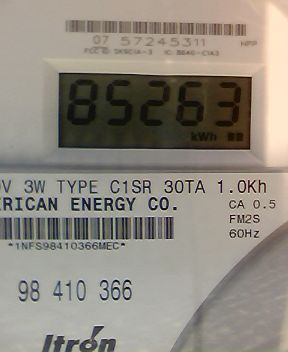 07 57245311
85263
kWh
V 3W TYPE C1SR 30TA 1.0Kh
ERICAN ENERGY CO.
CA 0.5
FM2S
60Hz
*1NFS98410366MEC*
98 410 366
Itron